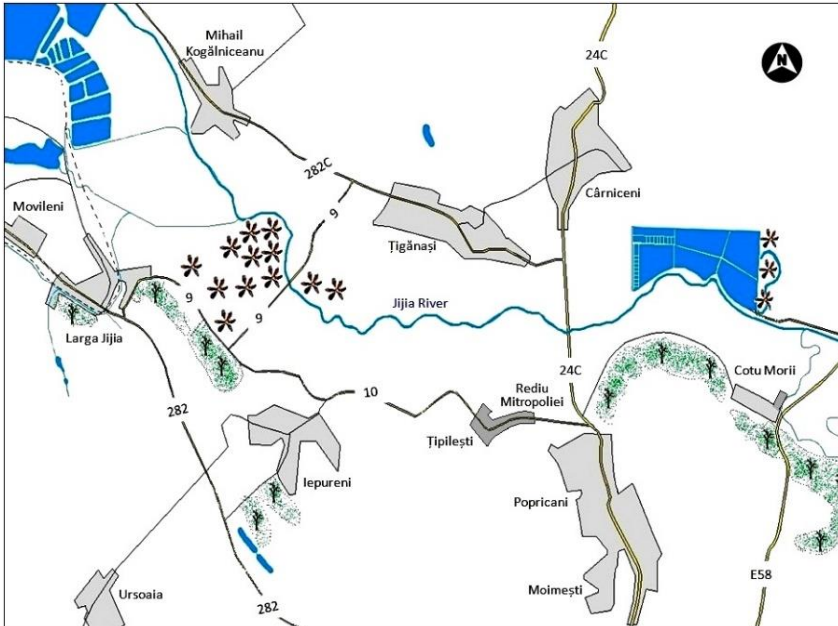 Mihail
Kogălniceanu
24C
N
282C
Cârniceni
Movileni
9
Țigănași
9
9
Jijia River
Larga Jijia
24C
Cotu Morii
Rediu
Mitropoliei
10
282
Țipilești
Iepureni
Popricani
Ursoaia
Moimești
E58
282